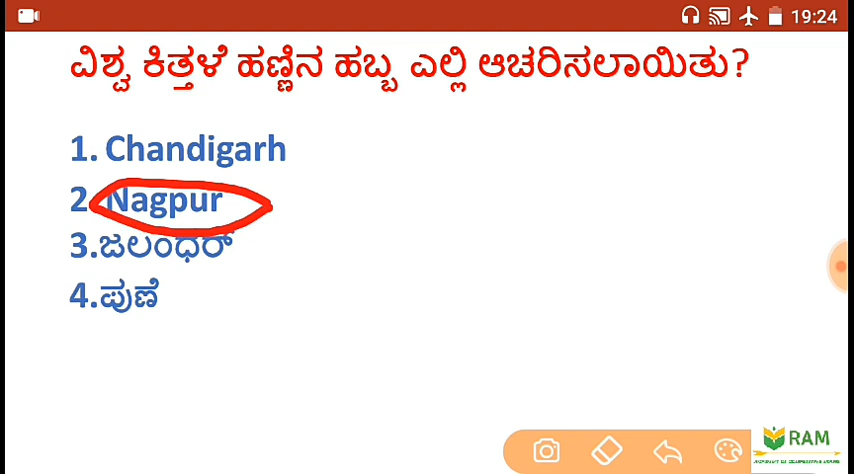 19:24
ವಿಶ್ವ ಕಿತ್ತಳೆ ಹಣ್ಣಿನ ಹಬ್ಬ ಎಲ್ಲಿ ಆಚರಿಸಲಾಯಿತು?
1. Chandigarh
2. Nagpur
3.ಜಲಂಧರ್
4.ಪುಣೆ
RAM